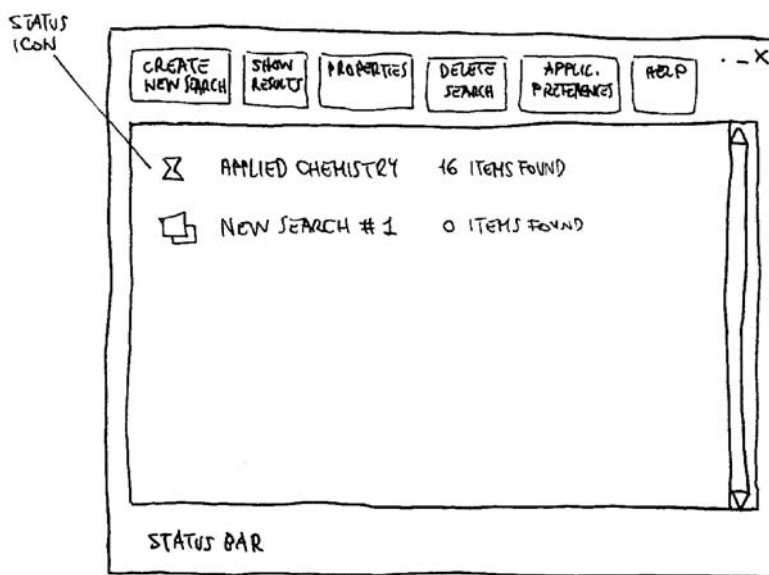 STATUS
ICON
CREATE
NEW SEARCH
SHOW
RESULTS
PROPERTIES
DELETE
SEARCH
APPLIC.
PREFERENCES
HELP
APPLIED CHEMISTRY 16 ITEMS FOUND
NEW SEARCH # 1 0 ITEMS FOUND
STATUS BAR